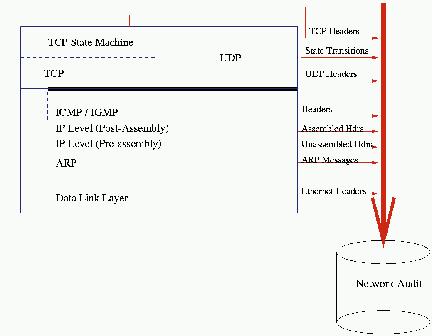 TCP Headers
TCP State Machine
State Transitions
UDP
TCP
UDP Headers
Headers
ICMP / IGMP
IP Level (Post-Assembly)
Assembled Hdrs
IP Level (Pre-assembly)
Unassembled Hdrs
ARP
ARP Messages
Ethernet Headers
Data Link Layer
Network Audit